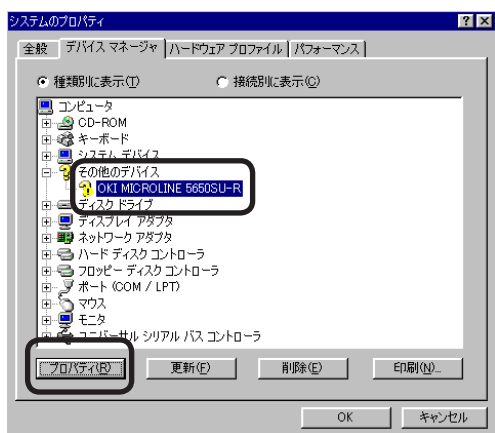 システムのプロパティ
全般 デバイス マネージャ ハードウェア プロファイル パフォーマンス
種類別に表示(T) 接続別に表示(C)
コンピュータ
CD-ROM
キーボード
システム デバイス
その他のデバイス
OKI MICROLINE 5650SU-R
ディスク ドライブ
ディスプレイ アダプタ
ネットワーク アダプタ
ハード ディスク コントローラ
フロッピー ディスク コントローラ
ポート (COM / LPT)
マウス
モニタ
ユニバーサル シリアル バス コントローラ
プロパティ(R) 更新(F) 削除(E) 印刷(N)...
OK キャンセル